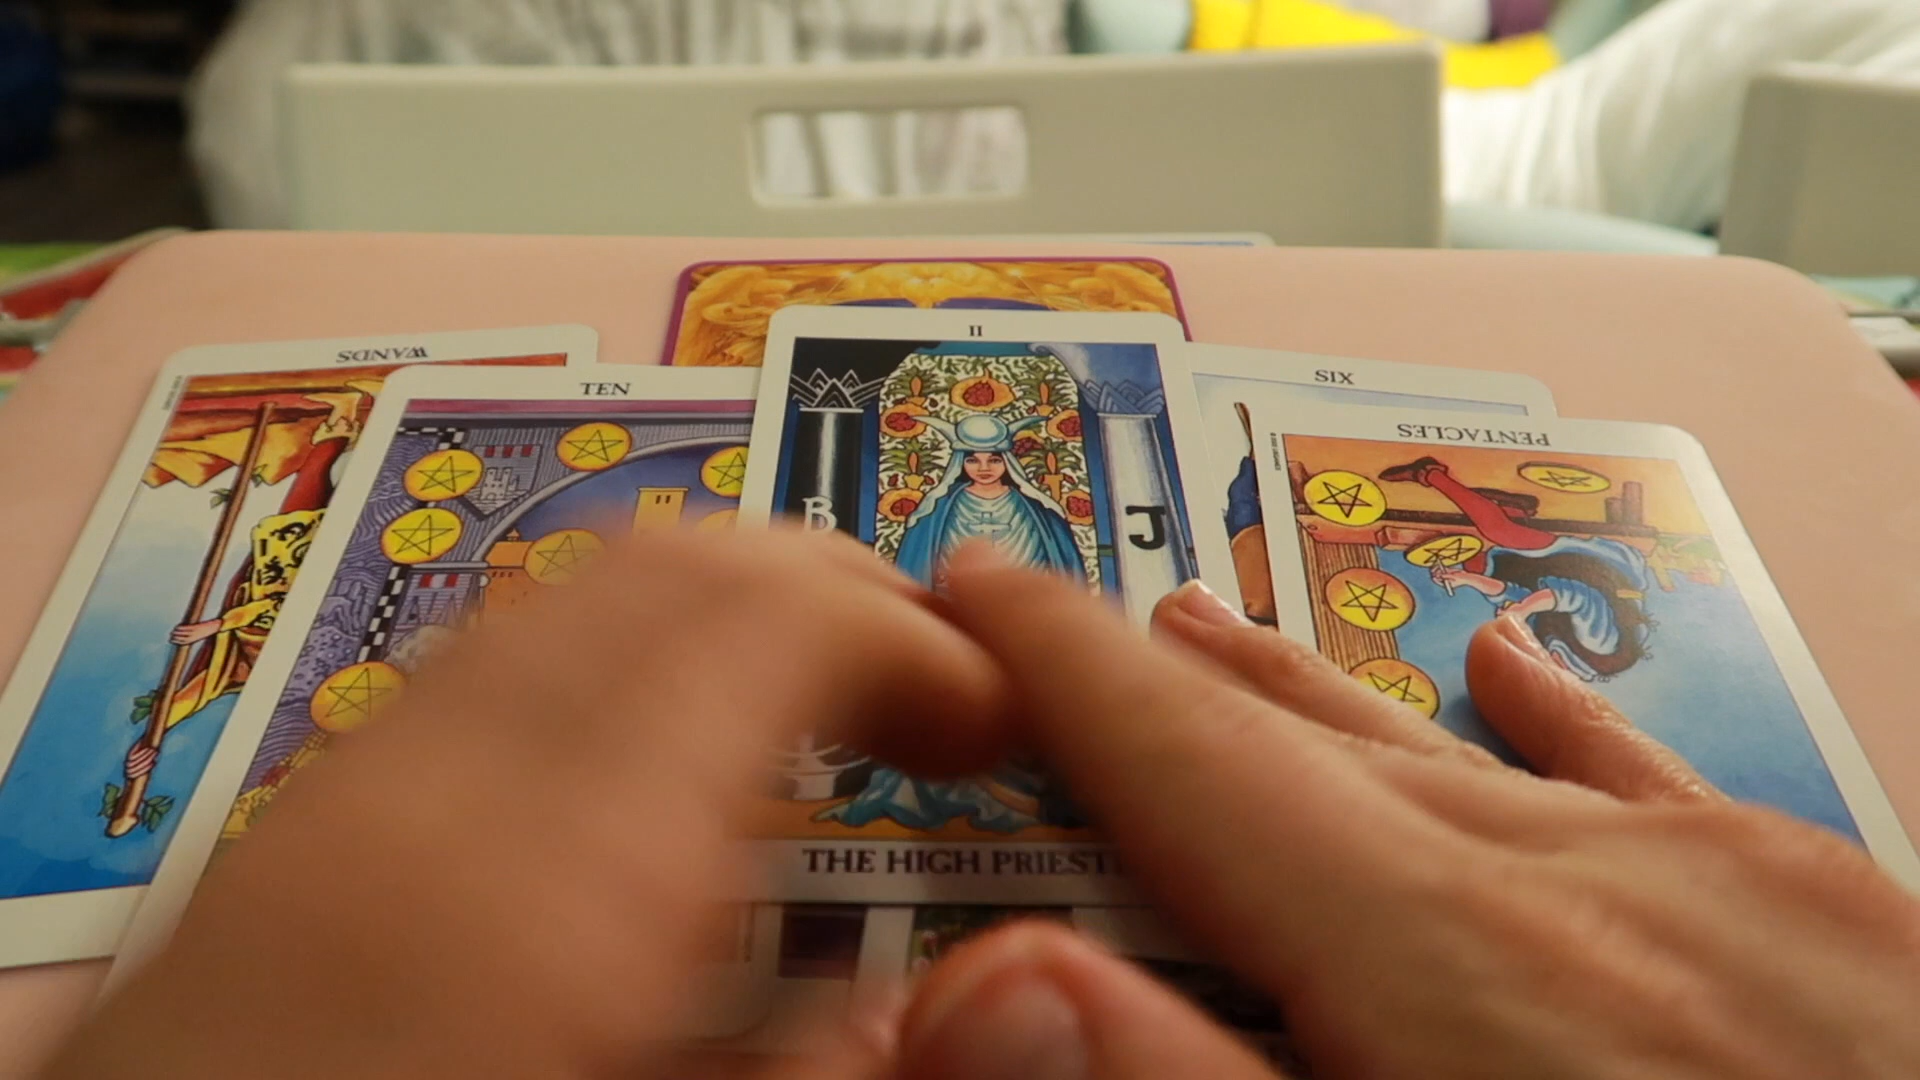 WANDS
TEN
II
SIX
PENTACLES
B
J
THE HIGH PRIEST